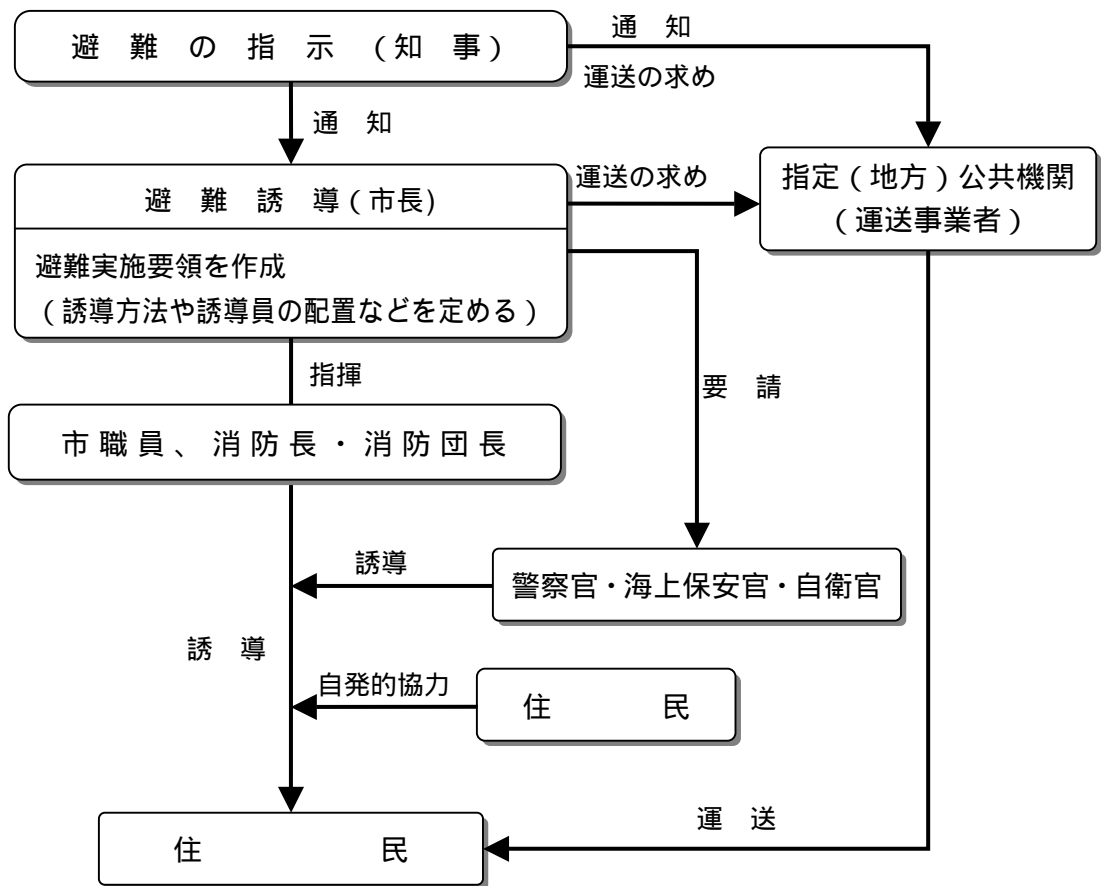 避難の指示（知事）
通知
運送の求め
通知
避難誘導(市長)
運送の求め
指定（地方）公共機関
（運送事業者）
避難実施要領を作成
（誘導方法や誘導員の配置などを定める）
指揮
要請
市職員、消防長・消防団長
誘導
警察官・海上保安官・自衛官
誘導
自発的協力
住民
運送
住民